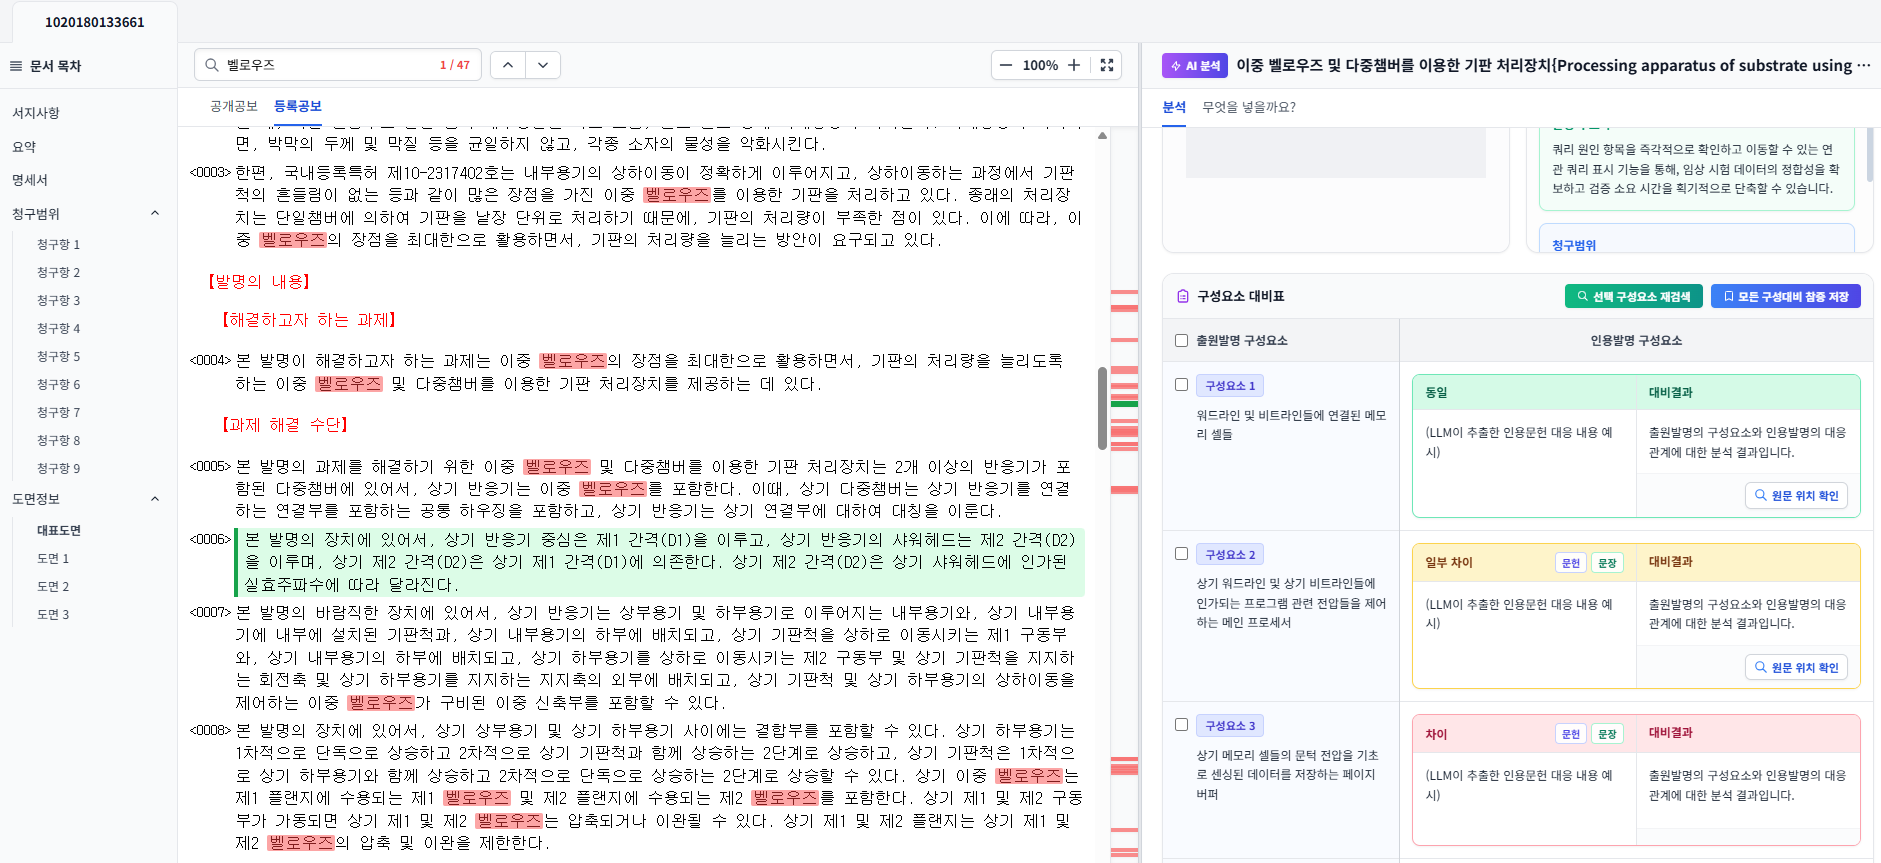 1020180133661
문서 목차
서지사항
요약
명세서
청구범위
청구항 1
청구항 2
청구항 3
청구항 4
청구항 5
청구항 6
청구항 7
청구항 8
청구항 9
도면정보
대표도면
도면 1
도면 2
도면 3
벨로우즈
1 / 47
100%
공개공보
등록공보
면, 박막의 두께 및 막질 등을 균일하지 않고, 각종 소자의 물성을 악화시킨다.
<0003> 한편, 국내등록특허 제10-2317402호는 내부용기의 상하이동이 정확하게 이루어지고, 상하이동하는 과정에서 기판
척의 흔들림이 없는 등과 같이 많은 장점을 가진 이중 벨로우즈를 이용한 기판을 처리하고 있다. 종래의 처리장
치는 단일챔버에 의하여 기판을 낱장 단위로 처리하기 때문에, 기판의 처리량이 부족한 점이 있다. 이에 따라, 이
중 벨로우즈의 장점을 최대한으로 활용하면서, 기판의 처리량을 늘리는 방안이 요구되고 있다.
【발명의 내용】
【해결하고자 하는 과제】
<0004> 본 발명이 해결하고자 하는 과제는 이중 벨로우즈의 장점을 최대한으로 활용하면서, 기판의 처리량을 늘리도록
하는 이중 벨로우즈 및 다중챔버를 이용한 기판 처리장치를 제공하는 데 있다.
【과제 해결 수단】
<0005> 본 발명의 과제를 해결하기 위한 이중 벨로우즈 및 다중챔버를 이용한 기판 처리장치는 2개 이상의 반응기가 포
함된 다중챔버에 있어서, 상기 반응기는 이중 벨로우즈를 포함한다. 이때, 상기 다중챔버는 상기 반응기를 연결
하는 연결부를 포함하는 공통 하우징을 포함하고, 상기 반응기는 상기 연결부에 대하여 대칭을 이룬다.
<0006> 본 발명의 장치에 있어서, 상기 반응기 중심은 제1 간격(D1)을 이루고, 상기 반응기의 샤워헤드는 제2 간격(D2)
을 이루며, 상기 제2 간격(D2)은 상기 제1 간격(D1)에 의존한다. 상기 제2 간격(D2)은 상기 샤워헤드에 인가된
실효주파수에 따라 달라진다.
<0007> 본 발명의 바람직한 장치에 있어서, 상기 반응기는 상부용기 및 하부용기로 이루어지는 내부용기와, 상기 내부용
기에 내부에 설치된 기판척과, 상기 내부용기의 하부에 배치되고, 상기 기판척을 상하로 이동시키는 제1 구동부
와, 상기 내부용기의 하부에 배치되고, 상기 하부용기를 상하로 이동시키는 제2 구동부 및 상기 기판척을 지지하
는 회전축 및 상기 하부용기를 지지하는 지지축의 외부에 배치되고, 상기 기판척 및 상기 하부용기의 상하이동을
제어하는 이중 벨로우즈가 구비된 이중 신축부를 포함할 수 있다.
<0008> 본 발명의 장치에 있어서, 상기 상부용기 및 상기 하부용기 사이에는 결합부를 포함할 수 있다. 상기 하부용기는
1차적으로 단독으로 상승하고 2차적으로 상기 기판척과 함께 상승하는 2단계로 상승하고, 상기 기판척은 1차적으
로 상기 하부용기와 함께 상승하고 2차적으로 단독으로 상승하는 2단계로 상승할 수 있다. 상기 이중 벨로우즈는
제1 플랜지에 수용되는 제1 벨로우즈 및 제2 플랜지에 수용되는 제2 벨로우즈를 포함한다. 상기 제1 및 제2 구동
부가 가동되면 상기 제1 및 제2 벨로우즈는 압축되거나 이완될 수 있다. 상기 제1 및 제2 플랜지는 상기 제1 및
제2 벨로우즈의 압축 및 이완을 제한한다.
AI 분석
이중 벨로우즈 및 다중챔버를 이용한 기판 처리장치{Processing apparatus of substrate using ⋯
분석
무엇을 넣을까요?
쿼리 원인 항목을 즉각적으로 확인하고 이동할 수 있는 연
관 쿼리 표시 기능을 통해, 임상 시험 데이터의 정합성을 확
보하고 검증 소요 시간을 획기적으로 단축할 수 있습니다.
청구범위
구성요소 대비표
선택 구성요소 재검색
모든 구성대비 참증 저장
출원발명 구성요소
인용발명 구성요소
구성요소 1
워드라인 및 비트라인들에 연결된 메모
리 셀들
동일
대비결과
(LLM이 추출한 인용문헌 대응 내용 예
시)
출원발명의 구성요소와 인용발명의 대응
관계에 대한 분석 결과입니다.
원문 위치 확인
구성요소 2
상기 워드라인 및 상기 비트라인들에
인가되는 프로그램 관련 전압들을 제어
하는 메인 프로세서
일부 차이
문헌
문장
대비결과
(LLM이 추출한 인용문헌 대응 내용 예
시)
출원발명의 구성요소와 인용발명의 대응
관계에 대한 분석 결과입니다.
원문 위치 확인
구성요소 3
상기 메모리 셀들의 문턱 전압을 기초
로 센싱된 데이터를 저장하는 페이지
버퍼
차이
문헌
문장
대비결과
(LLM이 추출한 인용문헌 대응 내용 예
시)
출원발명의 구성요소와 인용발명의 대응
관계에 대한 분석 결과입니다.